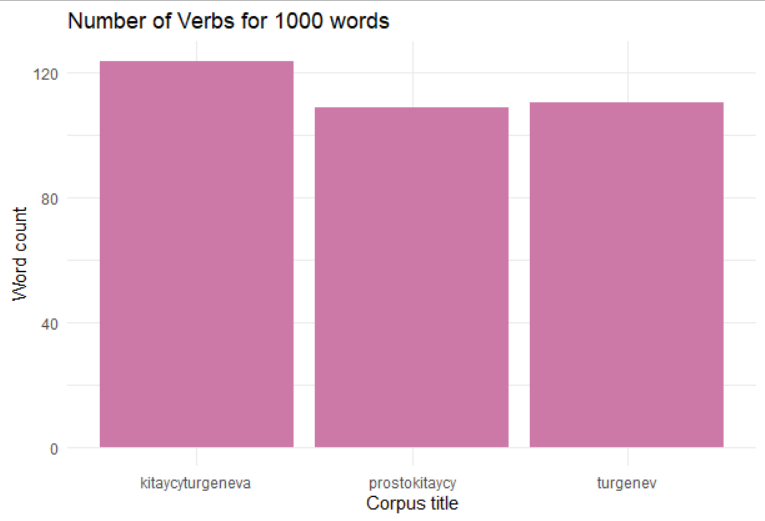 Number of Verbs for 1000 words
120
80
40
0
Word count
kitaycyturgeneva prostokitaycy turgenev
Corpus title